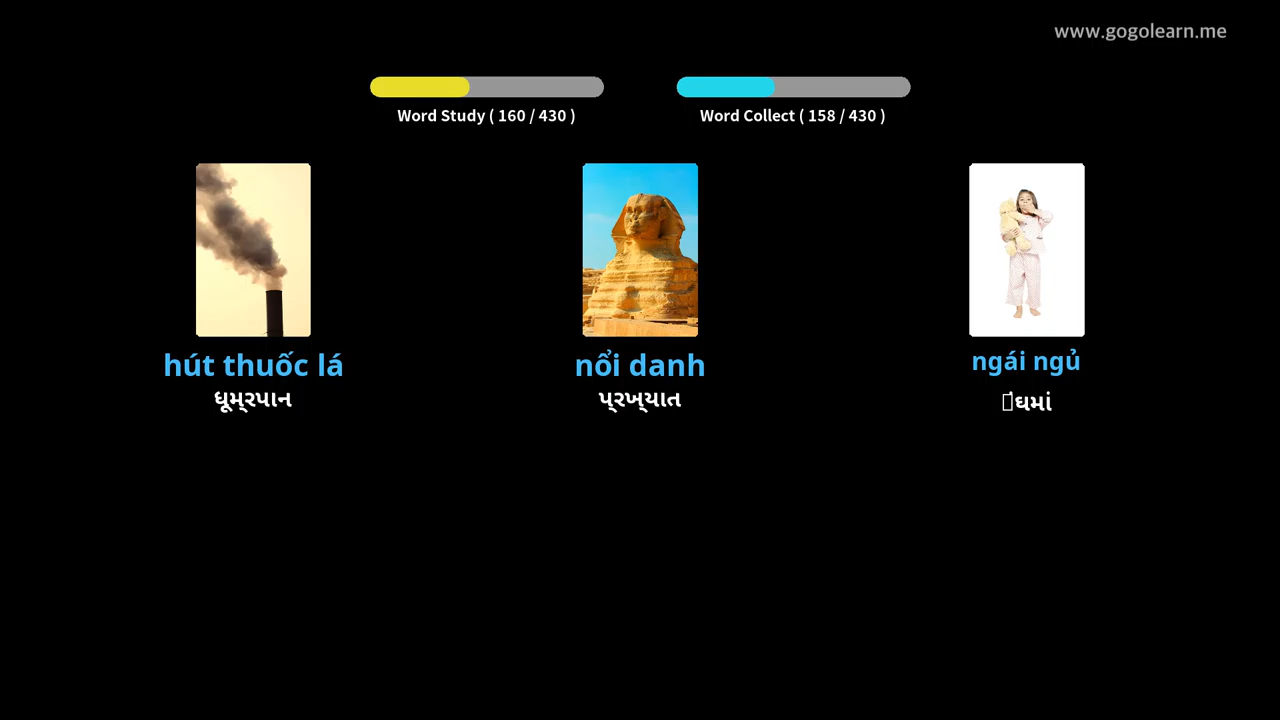 www.gogolearn.me
Word Study ( 160 / 430 )
Word Collect ( 158 / 430 )
hút thuốc lá
nổi danh
ngái ngủ
ધૂમ્રપાન
પ્રખ્યાત
ઘમાં